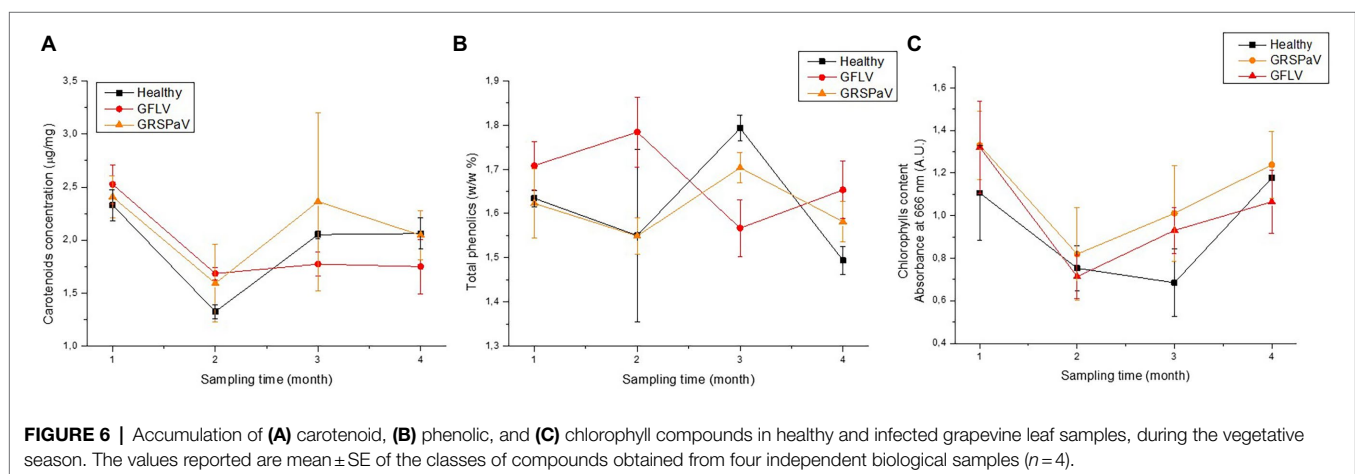 A
Healthy
GFLV
GRSPaV
Carotenoids concentration (μg/mg)
3,5
3,0
2,5
2,0
1,5
1,0
1 2 3 4
Sampling time (month)
B
Healthy
GFLV
GRSPaV
Total phenolics (w/w %)
1,9
1,8
1,7
1,6
1,5
1,4
1,3
1 2 3 4
Sampling time (month)
C
Healthy
GRSPaV
GFLV
Chlorophylls content
Absorbance at 666 nm (A.U.)
1,6
1,4
1,2
1,0
0,8
0,6
0,4
1 2 3 4
Sampling time (month)
FIGURE 6 | Accumulation of (A) carotenoid, (B) phenolic, and (C) chlorophyll compounds in healthy and infected grapevine leaf samples, during the vegetative
season. The values reported are mean ± SE of the classes of compounds obtained from four independent biological samples (n = 4).